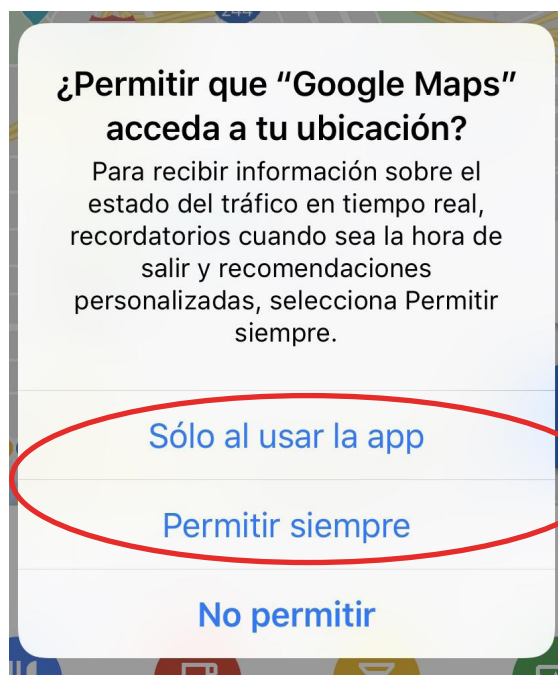 244
¿Permitir que “Google Maps”
acceda a tu ubicación?
Para recibir información sobre el
estado del tráfico en tiempo real,
recordatorios cuando sea la hora de
salir y recomendaciones
personalizadas, selecciona Permitir
siempre.
Sólo al usar la app
Permitir siempre
No permitir